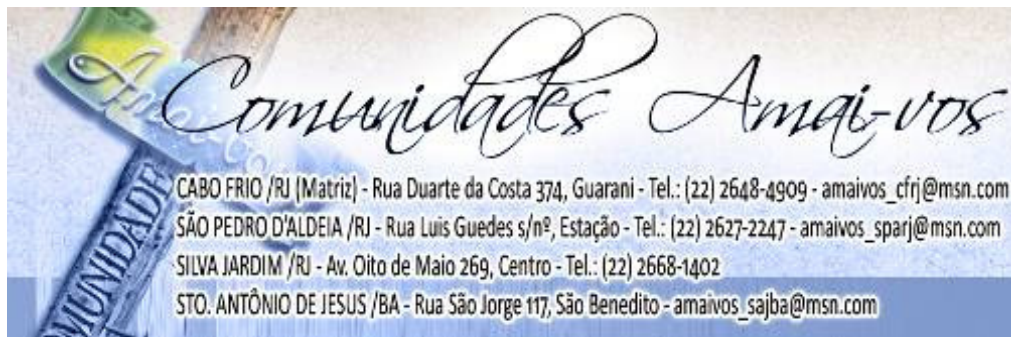 Comunidades Amai-vos
CABO FRIO /RJ (Matriz) - Rua Duarte da Costa 374, Guarani - Tel.: (22) 2648-4909 - amaivos_cfrj@msn.com
SÃO PEDRO D'ALDEIA /RJ - Rua Luis Guedes s/nº, Estação - Tel.: (22) 2627-2247 - amaivos_sparj@msn.com
SILVA JARDIM /RJ - Av. Oito de Maio 269, Centro - Tel.: (22) 2668-1402
STO. ANTÔNIO DE JESUS /BA - Rua São Jorge 117, São Benedito - amaivos_sajba@msn.com